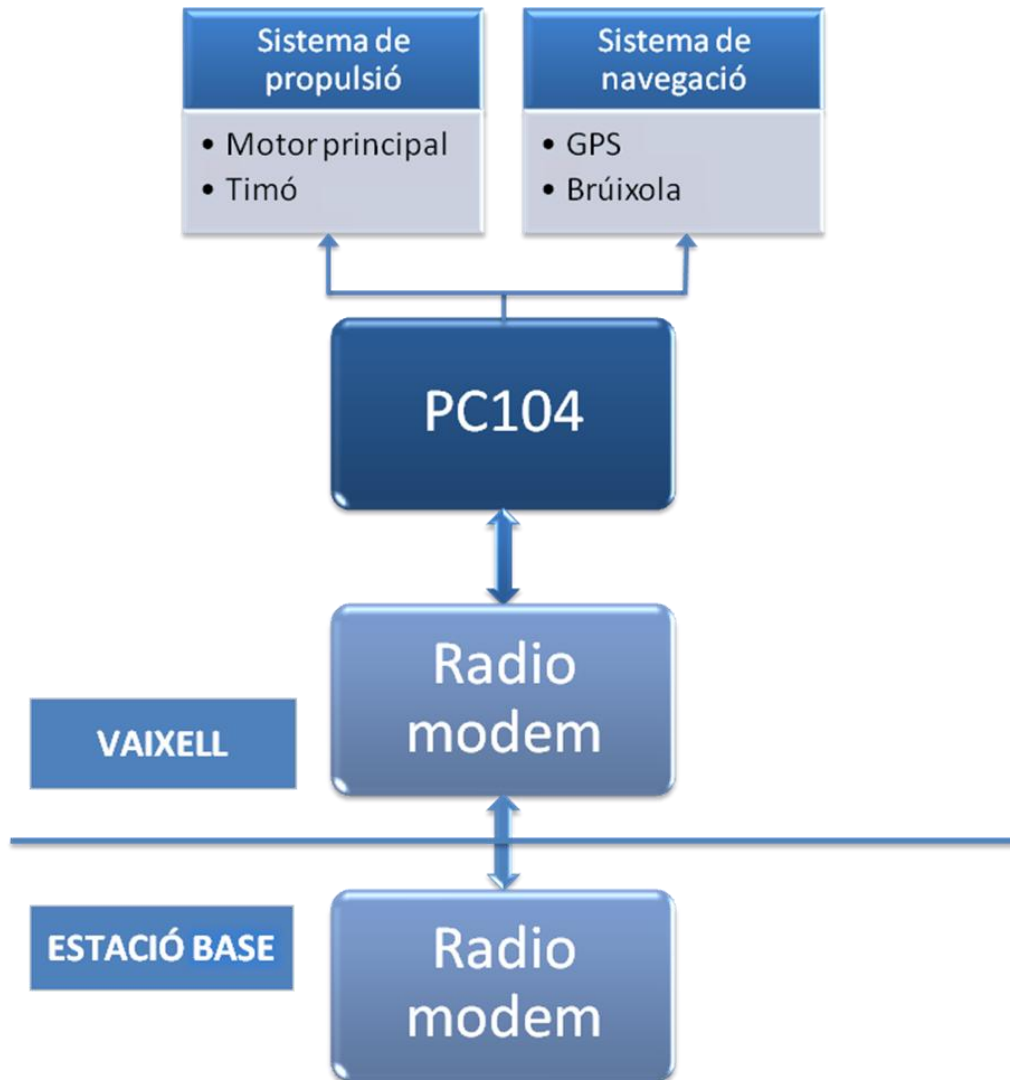 Sistema de
propulsió
• Motor principal
• Timó
Sistema de
navegació
• GPS
• Brúixola
PC104
Radio
modem
VAIXELL
ESTACIÓ BASE
Radio
modem